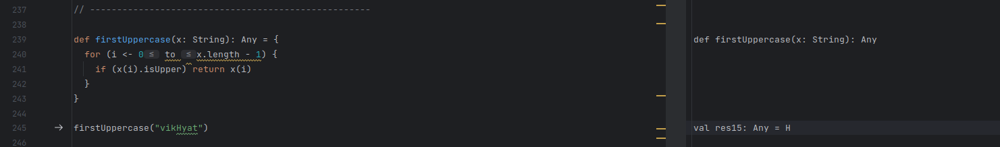 237 // ----------------------------------------------------
238
239 def firstUppercase(x: String): Any = { def firstUppercase(x: String): Any
240 for (i <- 0 ≤ to ≤ x.length - 1) {
241 if (x(i).isUpper) return x(i)
242 }
243 }
244
245 → firstUppercase("vikHyat") val res15: Any = H
246